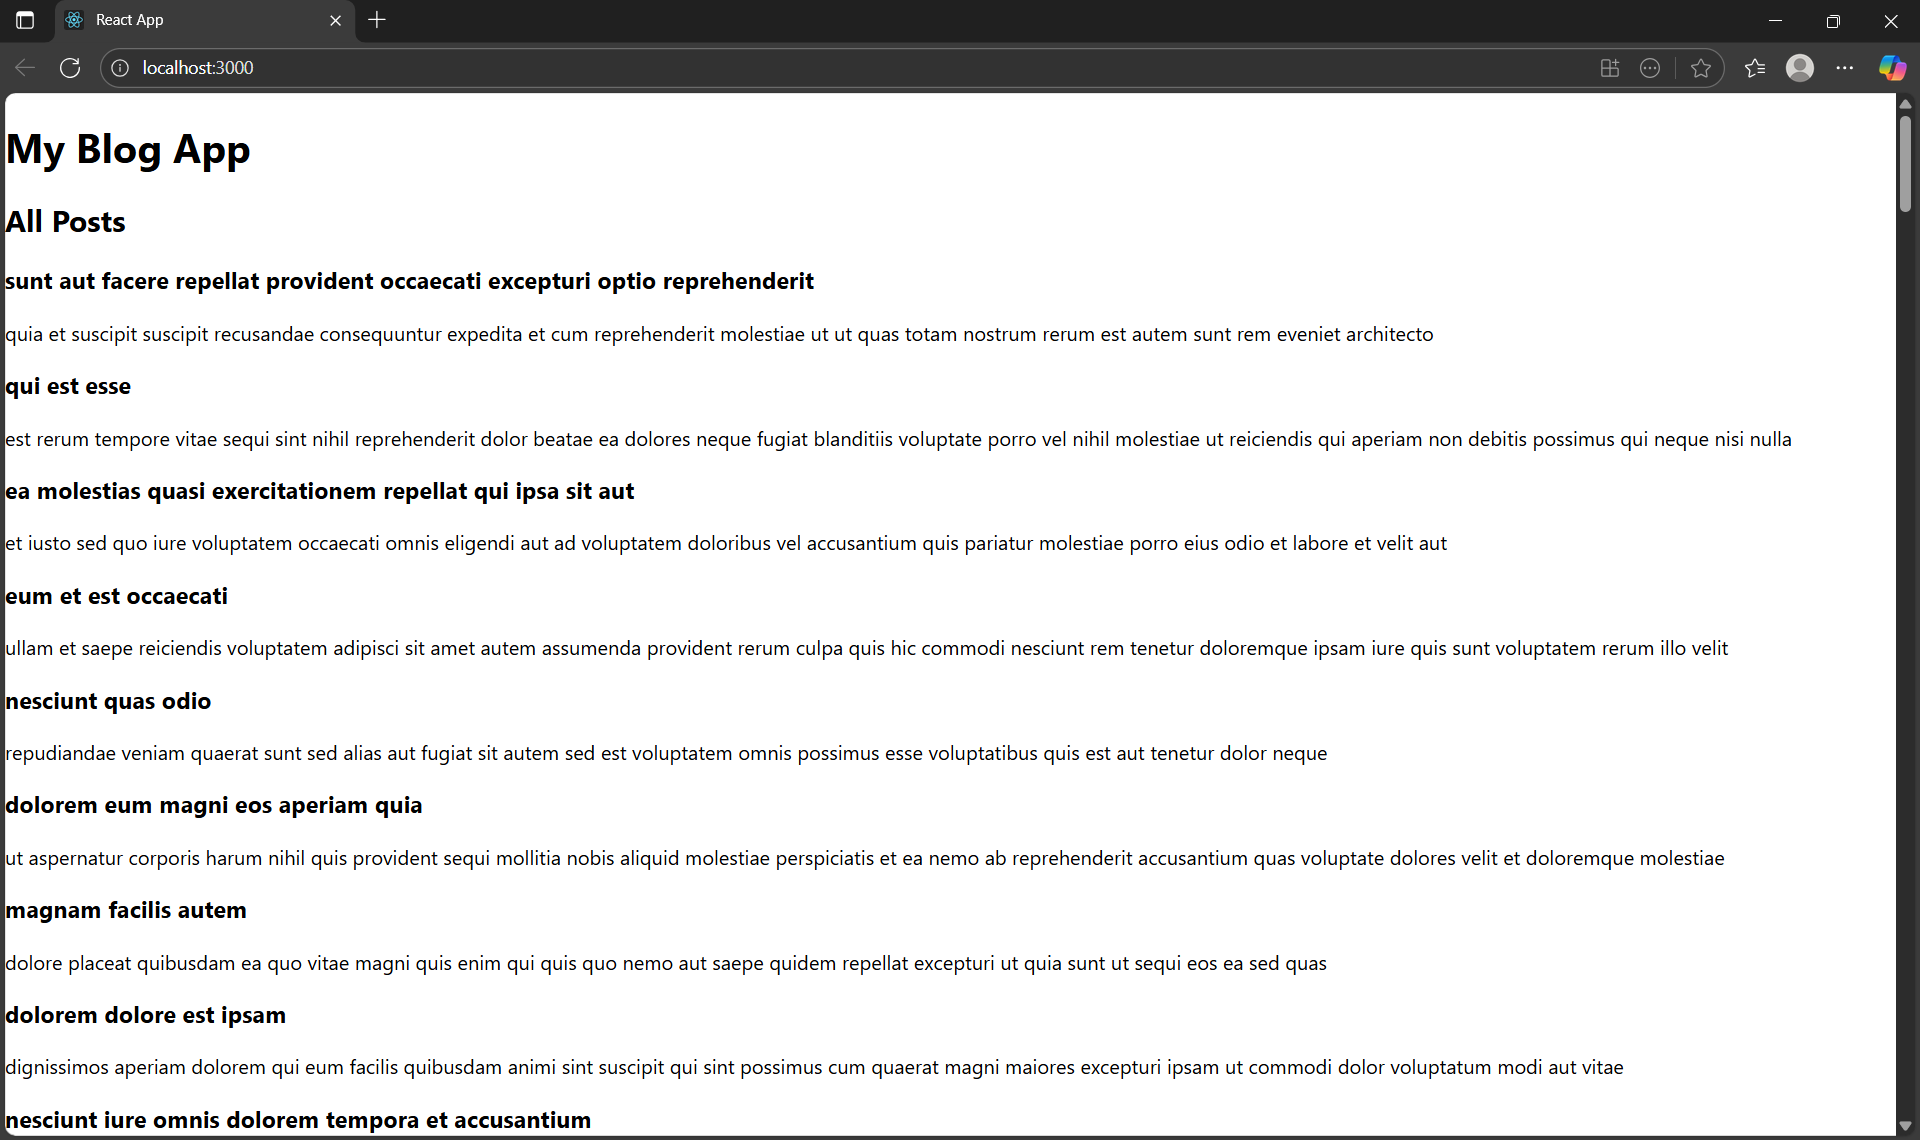 React App
localhost:3000
My Blog App
All Posts
sunt aut facere repellat provident occaecati excepturi optio reprehenderit
quia et suscipit suscipit recusandae consequuntur expedita et cum reprehenderit molestiae ut ut quas totam nostrum rerum est autem sunt rem eveniet architecto
qui est esse
est rerum tempore vitae sequi sint nihil reprehenderit dolor beatae ea dolores neque fugiat blanditiis voluptate porro vel nihil molestiae ut reiciendis qui aperiam non debitis possimus qui neque nisi nulla
ea molestias quasi exercitationem repellat qui ipsa sit aut
et iusto sed quo iure voluptatem occaecati omnis eligendi aut ad voluptatem doloribus vel accusantium quis pariatur molestiae porro eius odio et labore et velit aut
eum et est occaecati
ullam et saepe reiciendis voluptatem adipisci sit amet autem assumenda provident rerum culpa quis hic commodi nesciunt rem tenetur doloremque ipsam iure quis sunt voluptatem rerum illo velit
nesciunt quas odio
repudiandae veniam quaerat sunt sed alias aut fugiat sit autem sed est voluptatem omnis possimus esse voluptatibus quis est aut tenetur dolor neque
dolorem eum magni eos aperiam quia
ut aspernatur corporis harum nihil quis provident sequi mollitia nobis aliquid molestiae perspiciatis et ea nemo ab reprehenderit accusantium quas voluptate dolores velit et doloremque molestiae
magnam facilis autem
dolore placeat quibusdam ea quo vitae magni quis enim qui quis quo nemo aut saepe quidem repellat excepturi ut quia sunt ut sequi eos ea sed quas
dolorem dolore est ipsam
dignissimos aperiam dolorem qui eum facilis quibusdam animi sint suscipit qui sint possimus cum quaerat magni maiores excepturi ipsam ut commodi dolor voluptatum modi aut vitae
nesciunt iure omnis dolorem tempora et accusantium